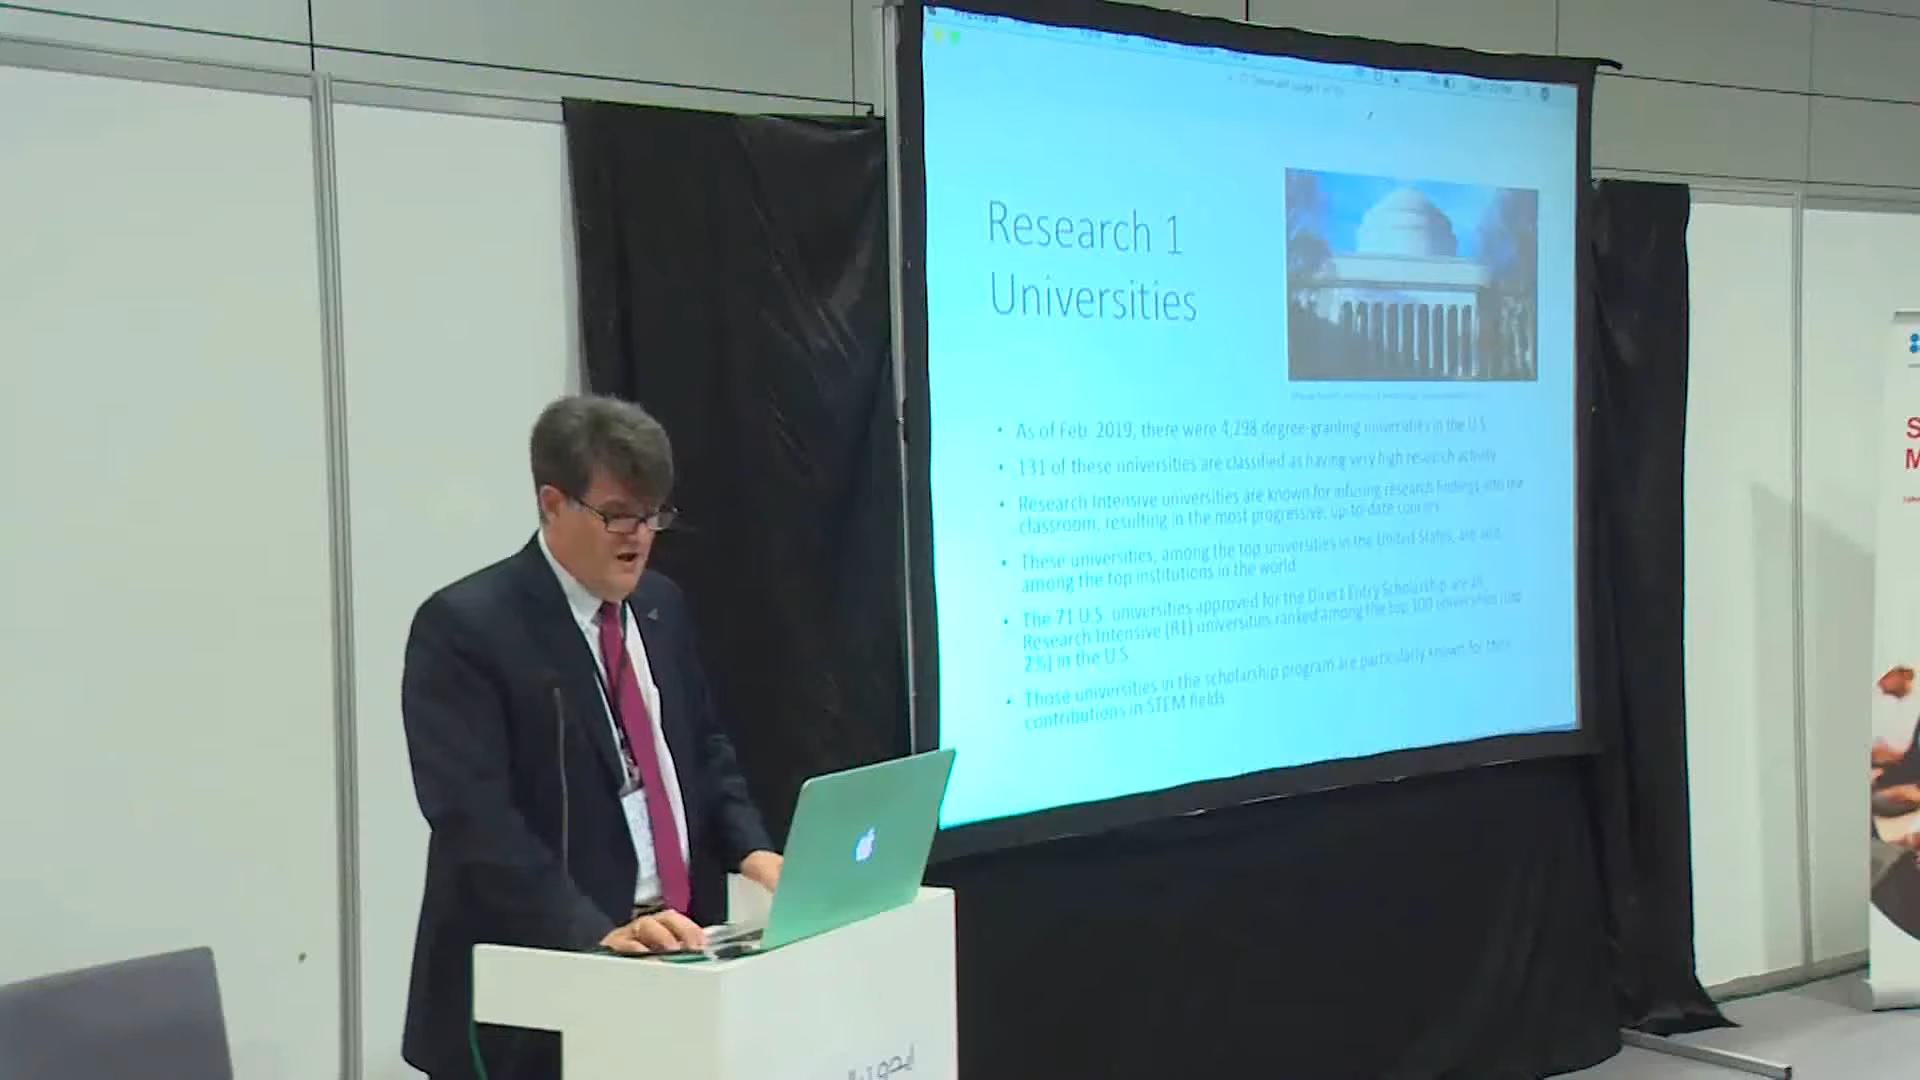 Research 1
Universities
• As of Feb. 2019, there were 4,298 degree-granting universities in the U.S.
• 131 of these universities are classified as having very high research activity
• Research Intensive universities are known for infusing research findings into the
classroom, resulting in the most progressive, up-to-date courses
• These universities, among the top universities in the United States, are also
among the top institutions in the world
• The 71 U.S. universities approved for the Direct Entry Scholarship are all
Research Intensive (R1) universities ranked among the top 100 universities (top
2%) in the U.S.
• Those universities in the scholarship program are particularly known for their
contributions in STEM fields
S
M